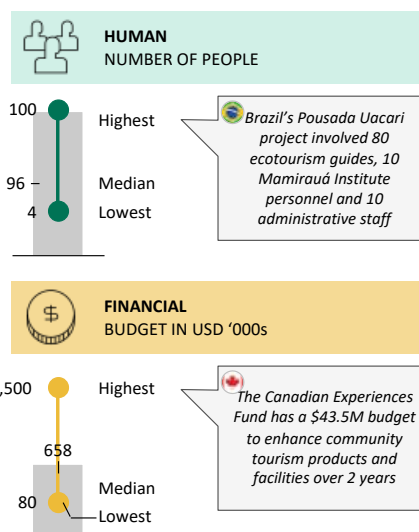 HUMAN
NUMBER OF PEOPLE
100
Highest
96
Median
4
Lowest
Brazil's Pousada Uacari
project involved 80
ecotourism guides, 10
Mamirauá Institute
personnel and 10
administrative staff
$
FINANCIAL
BUDGET IN USD ‘000s
,500
Highest
658
Median
80
Lowest
The Canadian Experiences
Fund has a $43.5M budget
to enhance community
tourism products and
facilities over 2 years